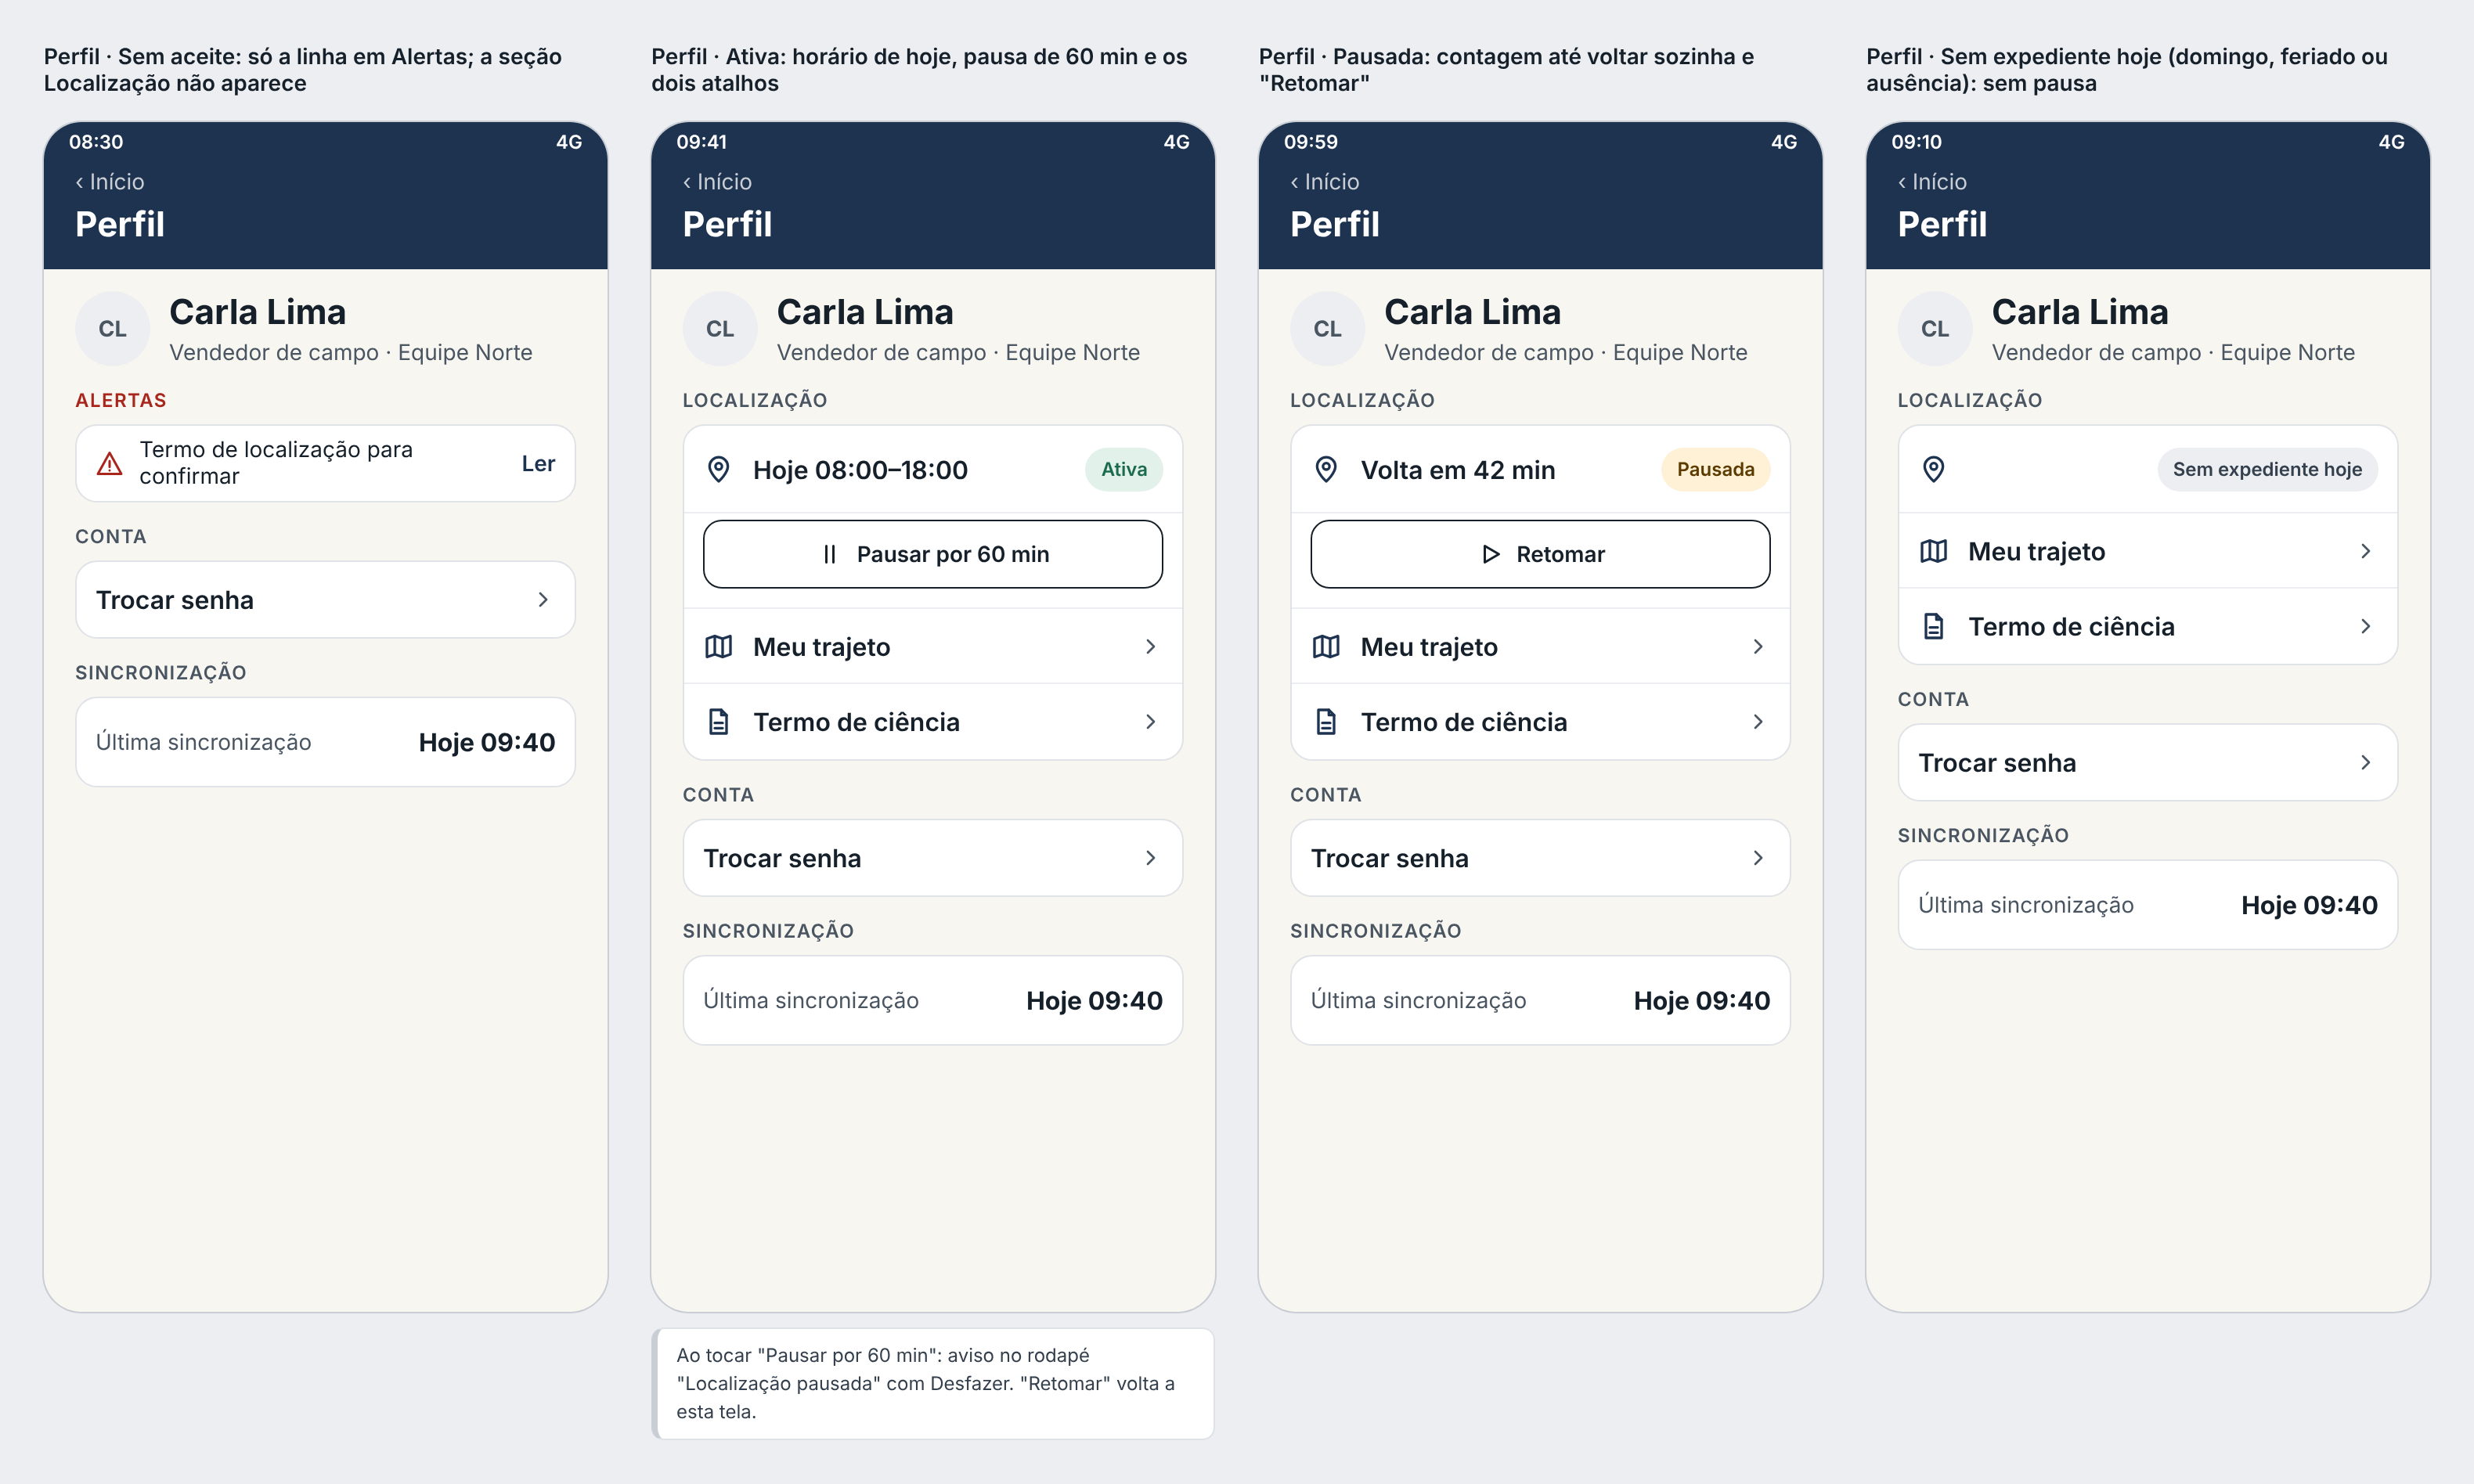 Perfil · Sem aceite: só a linha em Alertas; a seção
Localização não aparece
08:30
4G
‹ Início
Perfil
CL
Carla Lima
Vendedor de campo · Equipe Norte
ALERTAS
Termo de localização para
confirmar
Ler
CONTA
Trocar senha
SINCRONIZAÇÃO
Última sincronização
Hoje 09:40
Perfil · Ativa: horário de hoje, pausa de 60 min e os
dois atalhos
09:41
4G
‹ Início
Perfil
CL
Carla Lima
Vendedor de campo · Equipe Norte
LOCALIZAÇÃO
Hoje 08:00–18:00
Ativa
Pausar por 60 min
Meu trajeto
Termo de ciência
CONTA
Trocar senha
SINCRONIZAÇÃO
Última sincronização
Hoje 09:40
Ao tocar "Pausar por 60 min": aviso no rodapé
"Localização pausada" com Desfazer. "Retomar" volta a
esta tela.
Perfil · Pausada: contagem até voltar sozinha e
"Retomar"
09:59
4G
‹ Início
Perfil
CL
Carla Lima
Vendedor de campo · Equipe Norte
LOCALIZAÇÃO
Volta em 42 min
Pausada
Retomar
Meu trajeto
Termo de ciência
CONTA
Trocar senha
SINCRONIZAÇÃO
Última sincronização
Hoje 09:40
Perfil · Sem expediente hoje (domingo, feriado ou
ausência): sem pausa
09:10
4G
‹ Início
Perfil
CL
Carla Lima
Vendedor de campo · Equipe Norte
LOCALIZAÇÃO
Sem expediente hoje
Meu trajeto
Termo de ciência
CONTA
Trocar senha
SINCRONIZAÇÃO
Última sincronização
Hoje 09:40